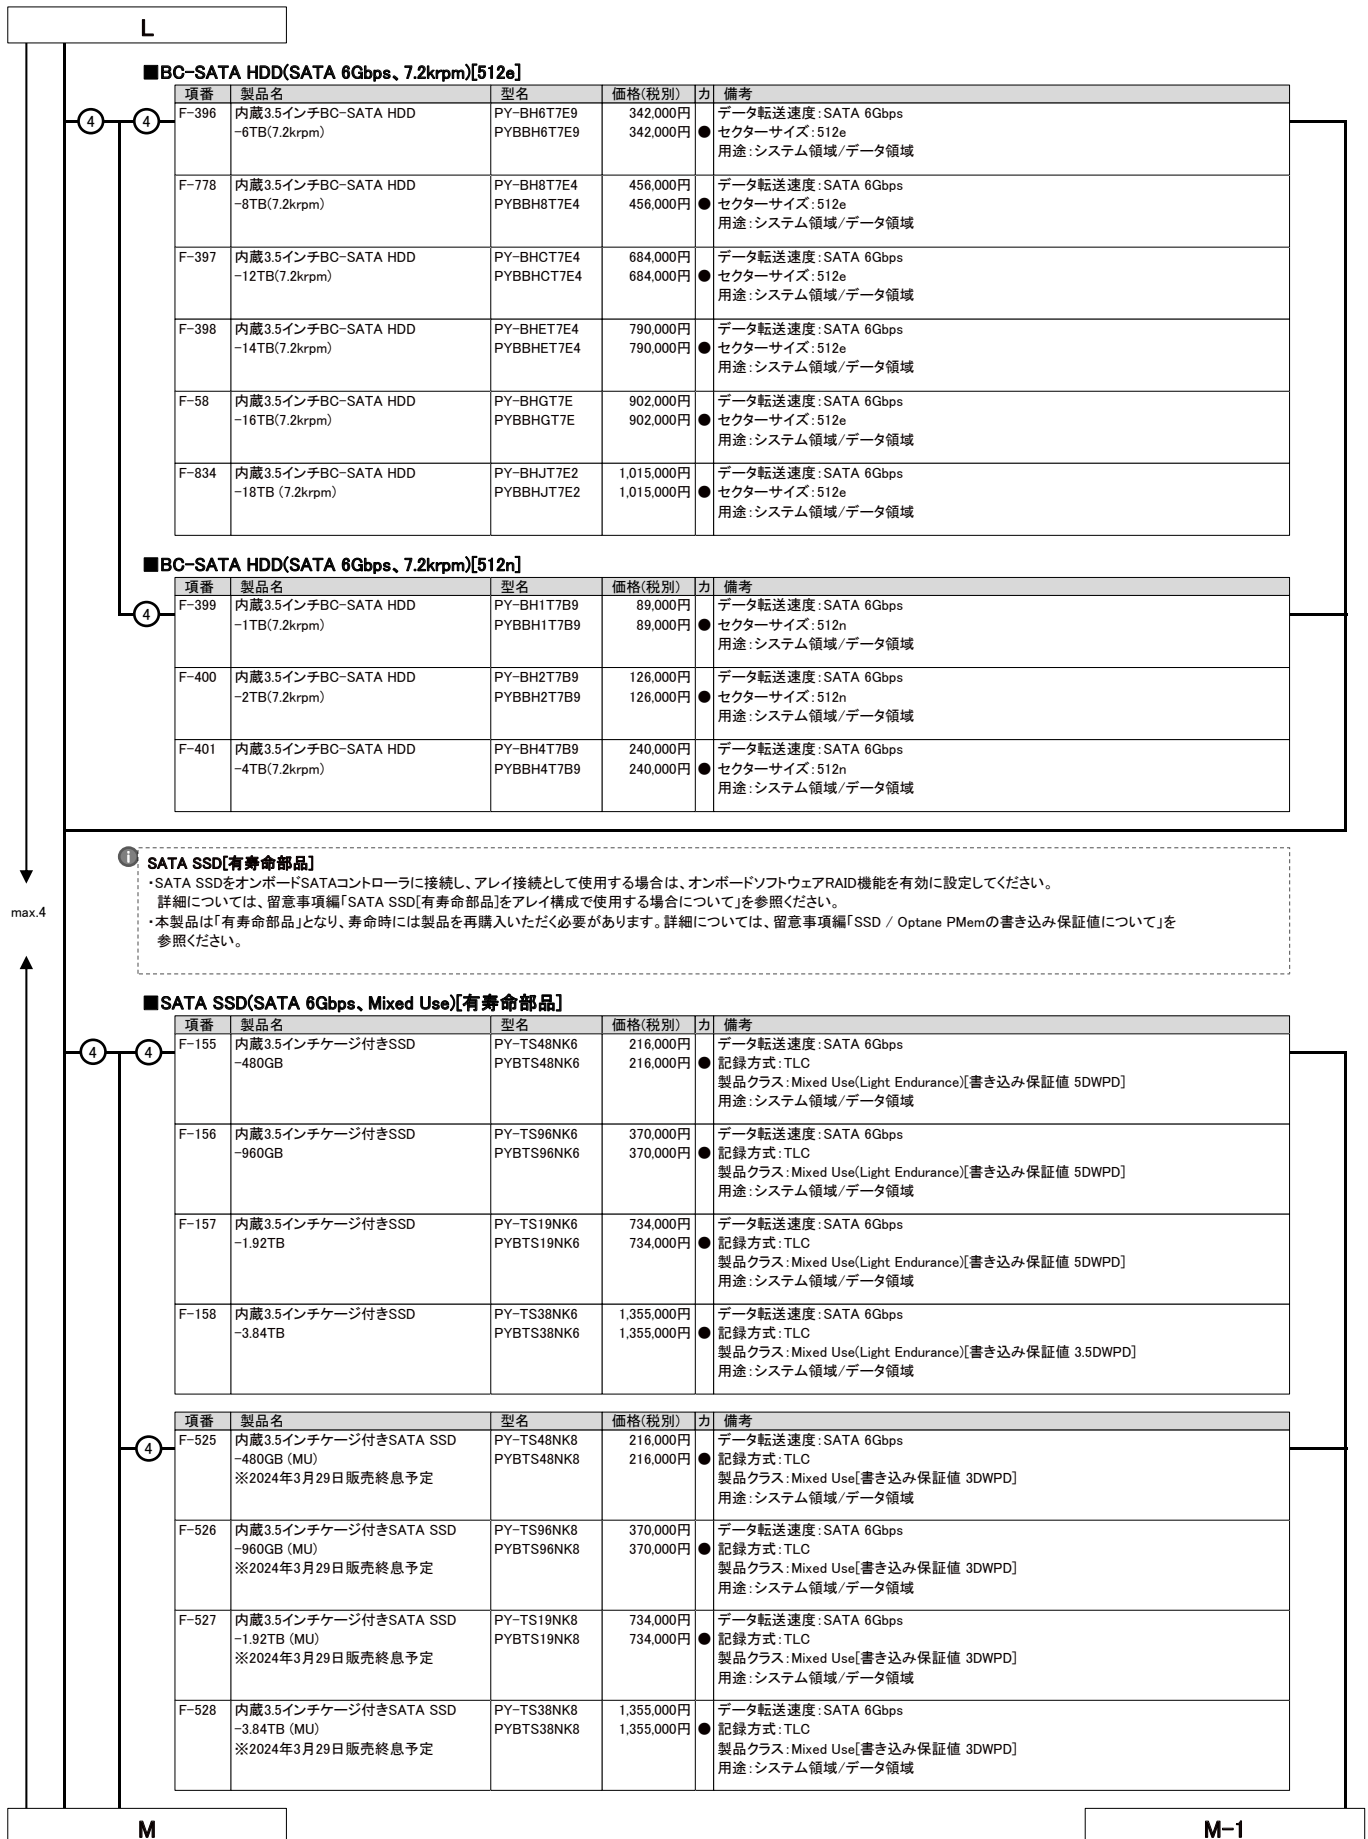 L
■BC-SATA HDD(SATA 6Gbps、7.2krpm)[512e]
項番 製品名 型名 価格(税別) カ 備考
F-396 内蔵3.5インチBC-SATA HDD PY-BH6T7E9 342,000円 データ転送速度:SATA 6Gbps
-6TB(7.2krpm) PYBBH6T7E9 342,000円 ● セクターサイズ:512e
用途:システム領域/データ領域
F-778 内蔵3.5インチBC-SATA HDD PY-BH8T7E4 456,000円 データ転送速度:SATA 6Gbps
-8TB(7.2krpm) PYBBH8T7E4 456,000円 ● セクターサイズ:512e
用途:システム領域/データ領域
F-397 内蔵3.5インチBC-SATA HDD PY-BHCT7E4 684,000円 データ転送速度:SATA 6Gbps
-12TB(7.2krpm) PYBBHCT7E4 684,000円 ● セクターサイズ:512e
用途:システム領域/データ領域
F-398 内蔵3.5インチBC-SATA HDD PY-BHET7E4 790,000円 データ転送速度:SATA 6Gbps
-14TB(7.2krpm) PYBBHET7E4 790,000円 ● セクターサイズ:512e
用途:システム領域/データ領域
F-58 内蔵3.5インチBC-SATA HDD PY-BHGT7E 902,000円 データ転送速度:SATA 6Gbps
-16TB(7.2krpm) PYBBHGT7E 902,000円 ● セクターサイズ:512e
用途:システム領域/データ領域
F-834 内蔵3.5インチBC-SATA HDD PY-BHJT7E2 1,015,000円 データ転送速度:SATA 6Gbps
-18TB (7.2krpm) PYBBHJT7E2 1,015,000円 ● セクターサイズ:512e
用途:システム領域/データ領域
4 4
■BC-SATA HDD(SATA 6Gbps、7.2krpm)[512n]
項番 製品名 型名 価格(税別) カ 備考
F-399 内蔵3.5インチBC-SATA HDD PY-BH1T7B9 89,000円 データ転送速度:SATA 6Gbps
-1TB(7.2krpm) PYBBH1T7B9 89,000円 ● セクターサイズ:512n
用途:システム領域/データ領域
F-400 内蔵3.5インチBC-SATA HDD PY-BH2T7B9 126,000円 データ転送速度:SATA 6Gbps
-2TB(7.2krpm) PYBBH2T7B9 126,000円 ● セクターサイズ:512n
用途:システム領域/データ領域
F-401 内蔵3.5インチBC-SATA HDD PY-BH4T7B9 240,000円 データ転送速度:SATA 6Gbps
-4TB(7.2krpm) PYBBH4T7B9 240,000円 ● セクターサイズ:512n
用途:システム領域/データ領域
4
max.4
i SATA SSD[有寿命部品]
・SATA SSDをオンボードSATAコントローラに接続し、アレイ接続として使用する場合は、オンボードソフトウェアRAID機能を有効に設定してください。
詳細については、留意事項編「SATA SSD[有寿命部品]をアレイ構成で使用する場合について」を参照ください。
・本製品は「有寿命部品」となり、寿命時には製品を再購入いただく必要があります。詳細については、留意事項編「SSD / Optane PMemの書き込み保証値について」を
参照ください。
■SATA SSD(SATA 6Gbps、Mixed Use)[有寿命部品]
項番 製品名 型名 価格(税別) カ 備考
F-155 内蔵3.5インチケージ付きSSD PY-TS48NK6 216,000円 データ転送速度:SATA 6Gbps
-480GB PYBTS48NK6 216,000円 ● 記録方式:TLC
製品クラス:Mixed Use(Light Endurance)[書き込み保証値 5DWPD]
用途:システム領域/データ領域
F-156 内蔵3.5インチケージ付きSSD PY-TS96NK6 370,000円 データ転送速度:SATA 6Gbps
-960GB PYBTS96NK6 370,000円 ● 記録方式:TLC
製品クラス:Mixed Use(Light Endurance)[書き込み保証値 5DWPD]
用途:システム領域/データ領域
F-157 内蔵3.5インチケージ付きSSD PY-TS19NK6 734,000円 データ転送速度:SATA 6Gbps
-1.92TB PYBTS19NK6 734,000円 ● 記録方式:TLC
製品クラス:Mixed Use(Light Endurance)[書き込み保証値 5DWPD]
用途:システム領域/データ領域
F-158 内蔵3.5インチケージ付きSSD PY-TS38NK6 1,355,000円 データ転送速度:SATA 6Gbps
-3.84TB PYBTS38NK6 1,355,000円 ● 記録方式:TLC
製品クラス:Mixed Use(Light Endurance)[書き込み保証値 3.5DWPD]
用途:システム領域/データ領域
4 4
項番 製品名 型名 価格(税別) カ 備考
F-525 内蔵3.5インチケージ付きSATA SSD PY-TS48NK8 216,000円 データ転送速度:SATA 6Gbps
-480GB (MU) PYBTS48NK8 216,000円 ● 記録方式:TLC
※2024年3月29日販売終息予定 製品クラス:Mixed Use[書き込み保証値 3DWPD]
用途:システム領域/データ領域
F-526 内蔵3.5インチケージ付きSATA SSD PY-TS96NK8 370,000円 データ転送速度:SATA 6Gbps
-960GB (MU) PYBTS96NK8 370,000円 ● 記録方式:TLC
※2024年3月29日販売終息予定 製品クラス:Mixed Use[書き込み保証値 3DWPD]
用途:システム領域/データ領域
F-527 内蔵3.5インチケージ付きSATA SSD PY-TS19NK8 734,000円 データ転送速度:SATA 6Gbps
-1.92TB (MU) PYBTS19NK8 734,000円 ● 記録方式:TLC
※2024年3月29日販売終息予定 製品クラス:Mixed Use[書き込み保証値 3DWPD]
用途:システム領域/データ領域
F-528 内蔵3.5インチケージ付きSATA SSD PY-TS38NK8 1,355,000円 データ転送速度:SATA 6Gbps
-3.84TB (MU) PYBTS38NK8 1,355,000円 ● 記録方式:TLC
※2024年3月29日販売終息予定 製品クラス:Mixed Use[書き込み保証値 3DWPD]
用途:システム領域/データ領域
4
M M-1